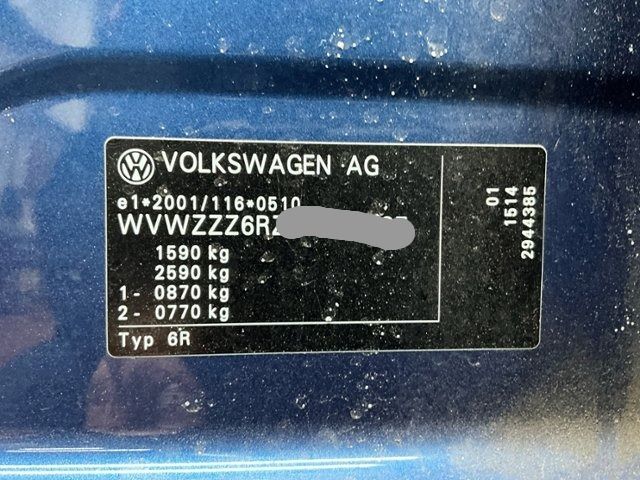 VOLKSWAGEN AG
e1*2001/116*0510
WVWZZZ6RZ
1590 kg
2590 kg
1- 0870 kg
2- 0770 kg
Typ 6R
01
1514
2944385